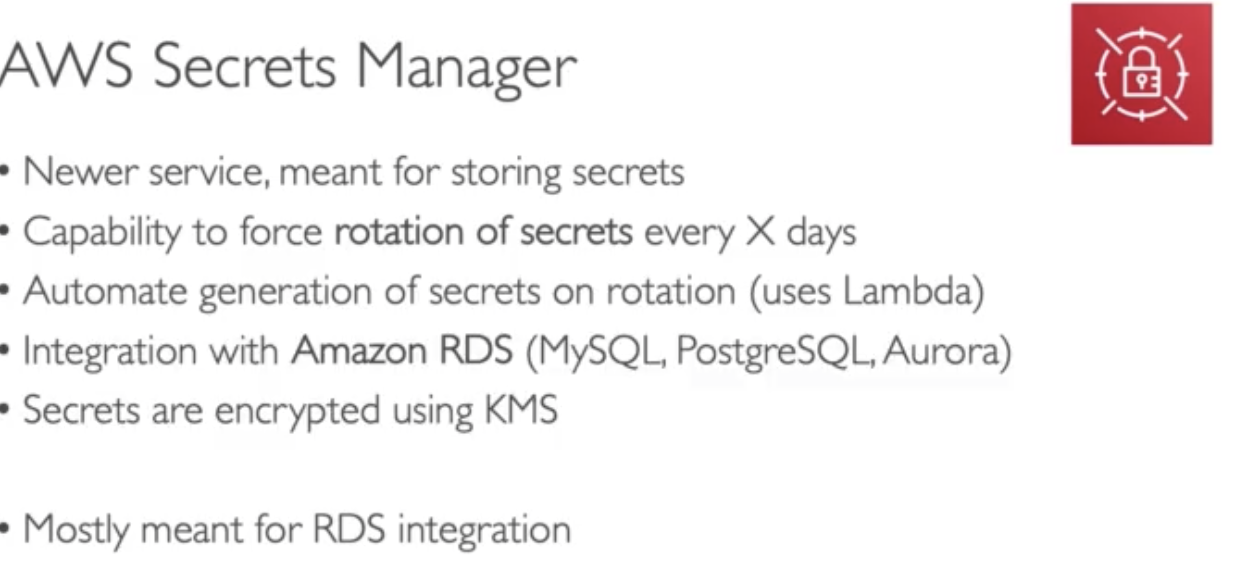 AWS Secrets Manager
• Newer service, meant for storing secrets
• Capability to force rotation of secrets every X days
• Automate generation of secrets on rotation (uses Lambda)
• Integration with Amazon RDS (MySQL, PostgreSQL, Aurora)
• Secrets are encrypted using KMS
• Mostly meant for RDS integration